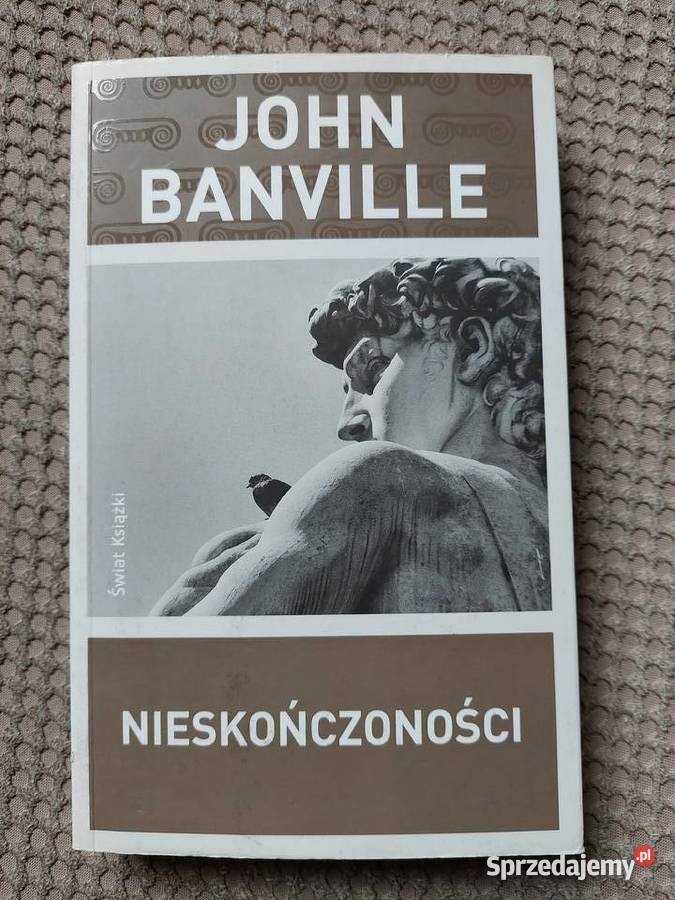 JOHN
BANVILLE
Świat Książki
NIESKOŃCZONOŚCI
Sprzedajemy.pl